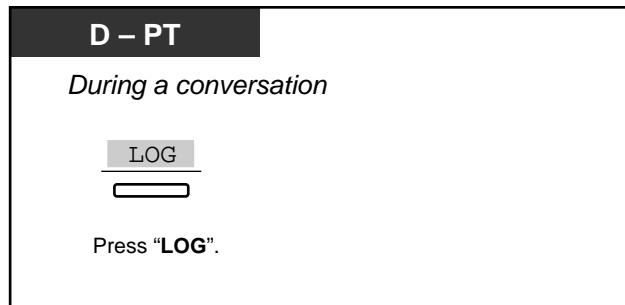 D – PT
During a conversation
LOG
Press “LOG”.